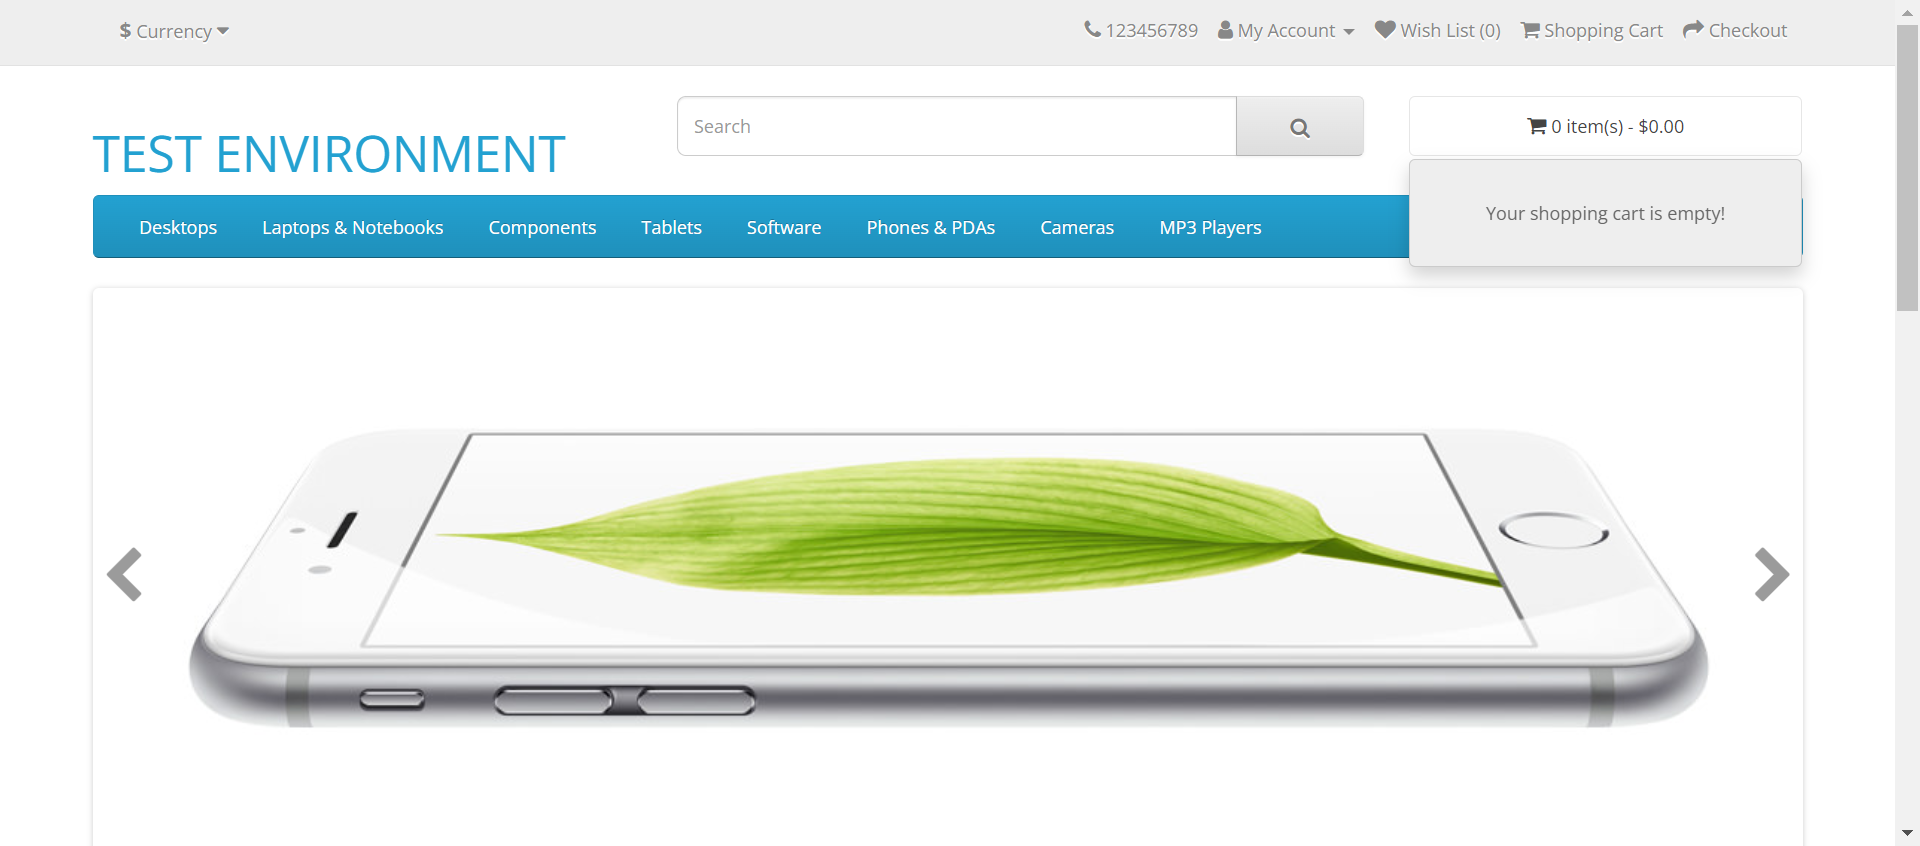 $ Currency
123456789 My Account Wish List (0) Shopping Cart Checkout
Search
0 item(s) - $0.00
TEST ENVIRONMENT
Your shopping cart is empty!
Desktops Laptops & Notebooks Components Tablets Software Phones & PDAs Cameras MP3 Players